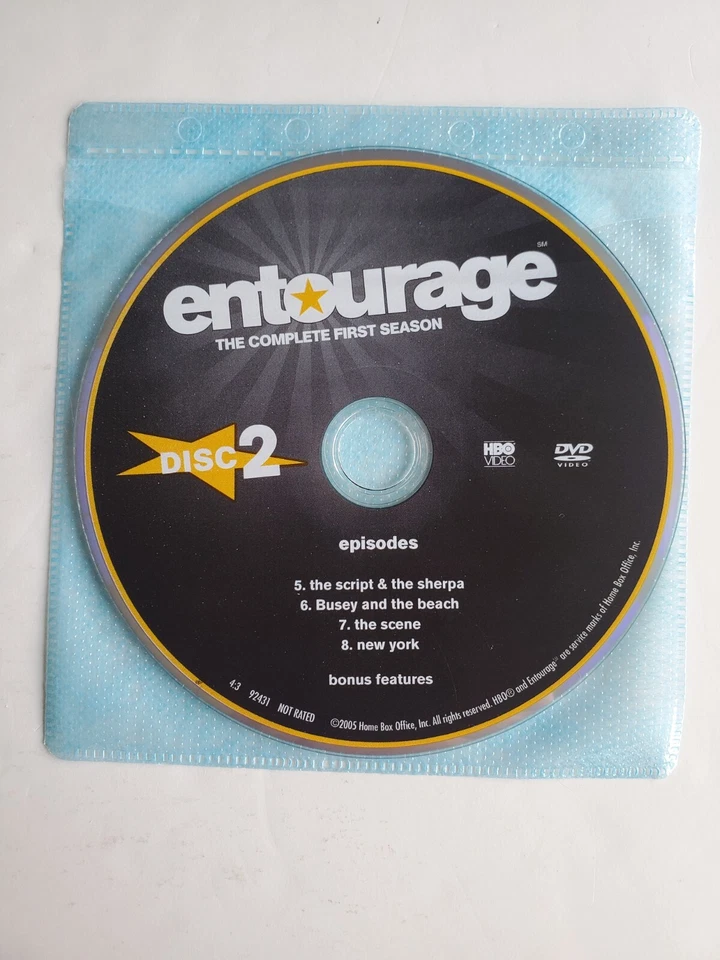 entourage℠
THE COMPLETE FIRST SEASON
DISC 2
HBO
VIDEO
DVD
VIDEO
episodes
5. the script & the sherpa
6. Busey and the beach
7. the scene
8. new york
bonus features
4:3 92431 NOT RATED ©2005 Home Box Office, Inc. All rights reserved. HBO® and Entourage℠ are service marks of Home Box Office, Inc.